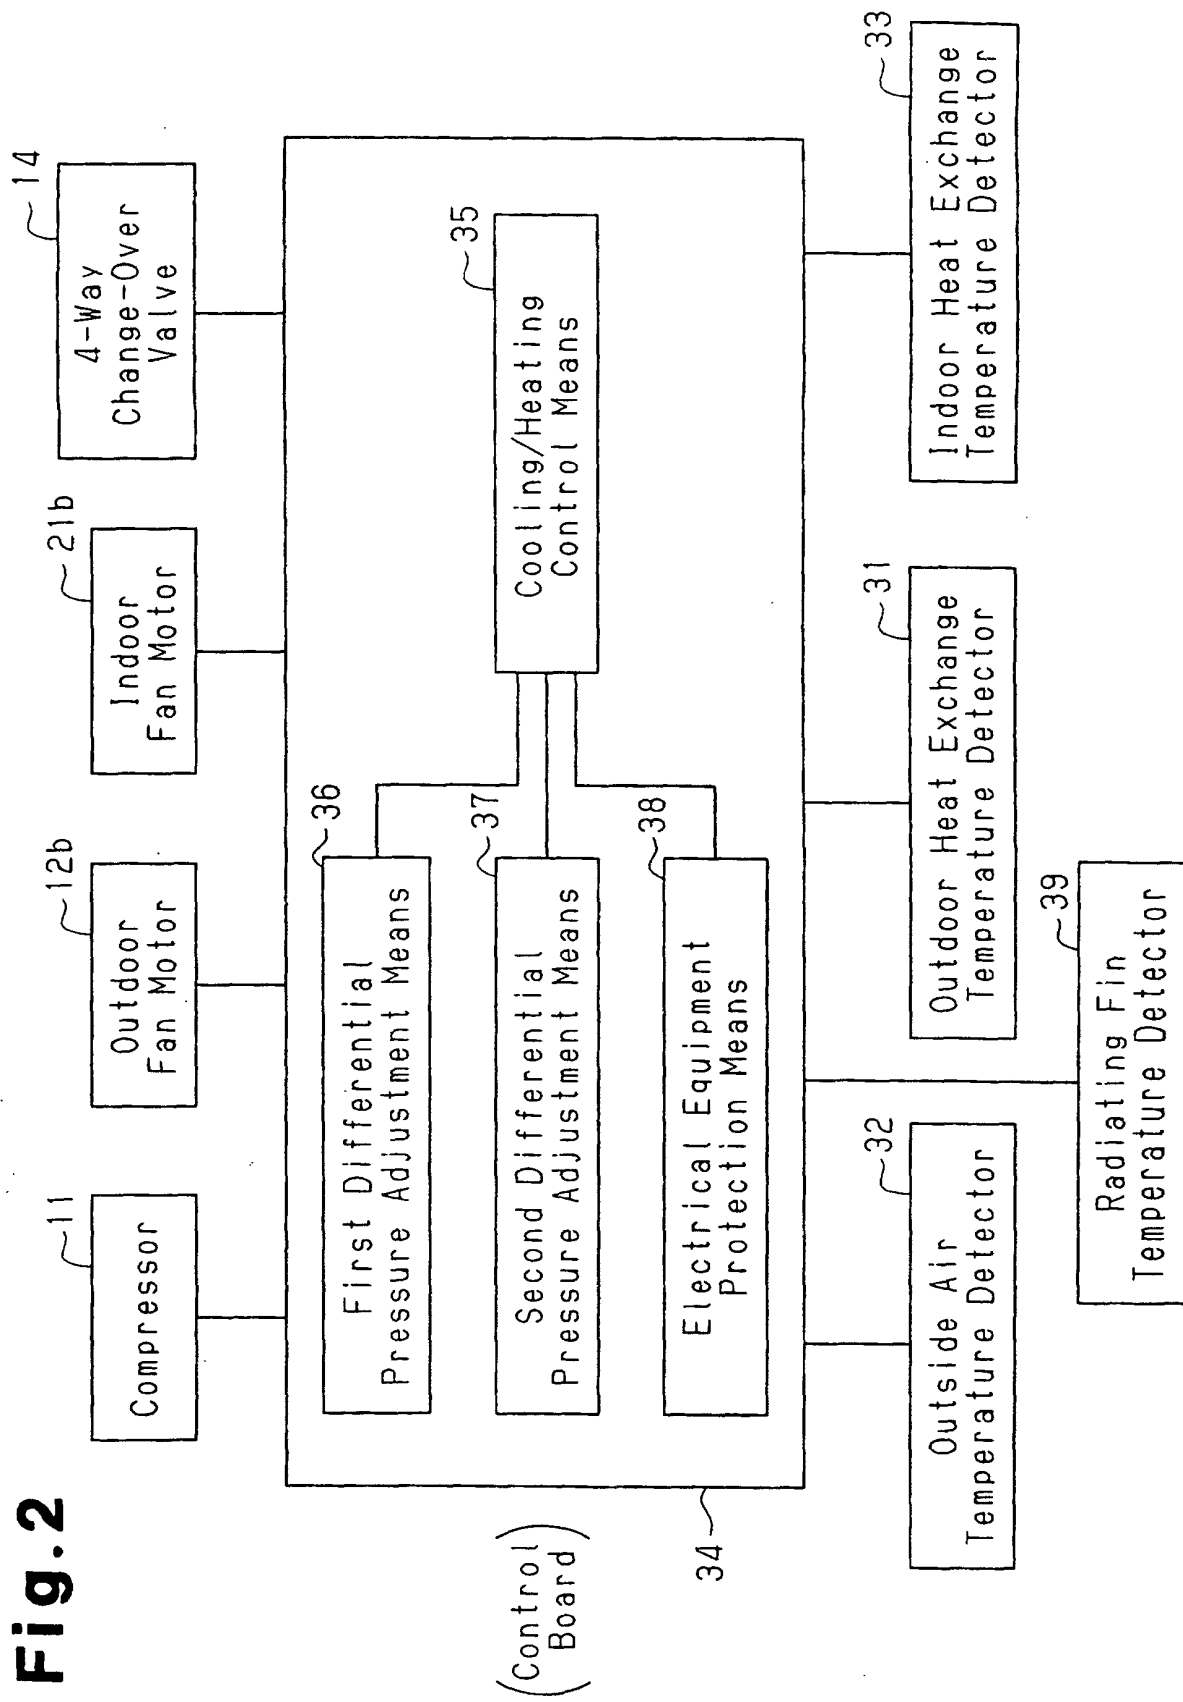 Fig.2
11
Compressor
12b
Outdoor
Fan Motor
21b
Indoor
Fan Motor
14
4-Way
Change-Over
Valve
(Control
Board)
34
36
First Differential
Pressure Adjustment Means
37
Second Differential
Pressure Adjustment Means
38
Electrical Equipment
Protection Means
35
Cooling/Heating
Control Means
32
Outside Air
Temperature Detector
39
Radiating Fin
Temperature Detector
31
Outdoor Heat Exchange
Temperature Detector
33
Indoor Heat Exchange
Temperature Detector